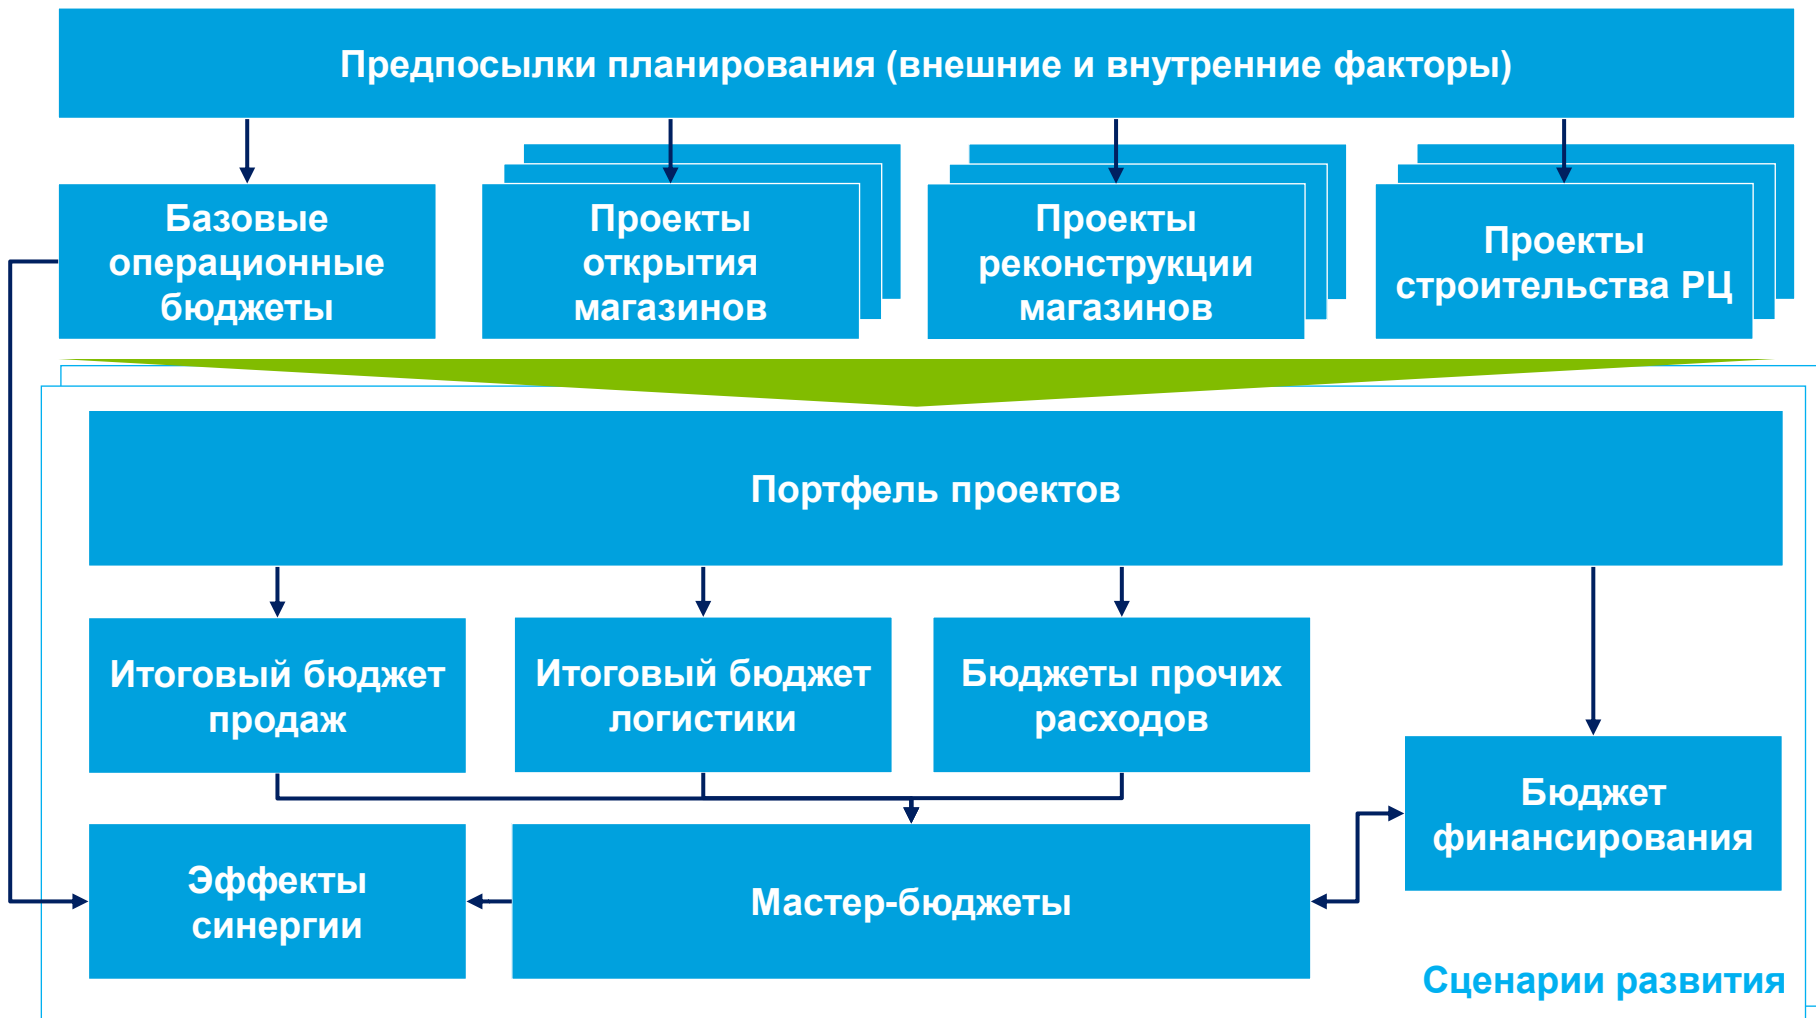 Предпосылки планирования (внешние и внутренние факторы)
Базовые
операционные
бюджеты
Проекты
открытия
магазинов
Проекты
реконструкции
магазинов
Проекты
строительства РЦ
Портфель проектов
Итоговый бюджет
продаж
Итоговый бюджет
логистики
Бюджеты прочих
расходов
Бюджет
финансирования
Эффекты
синергии
Мастер-бюджеты
Сценарии развития